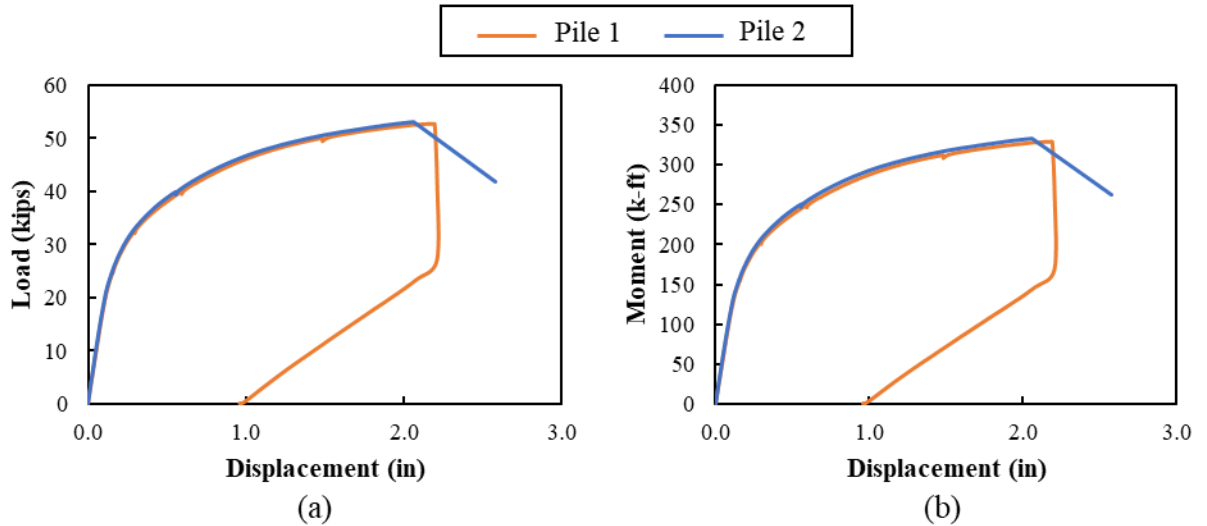 Pile 1 Pile 2
60
50
40
30
20
10
0
Load (kips)
0.0 1.0 2.0 3.0
Displacement (in)
(a)
400
350
300
250
200
150
100
50
0
Moment (k-ft)
0.0 1.0 2.0 3.0
Displacement (in)
(b)